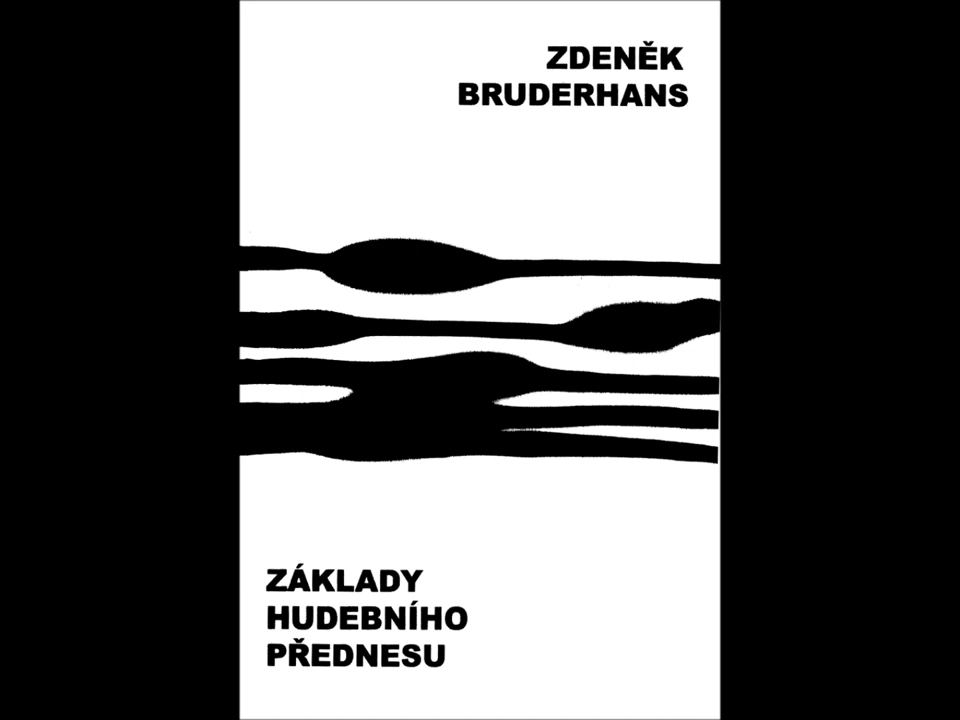 ZDENĚK
BRUDERHANS
ZÁKLADY
HUDEBNÍHO
PŘEDNESU